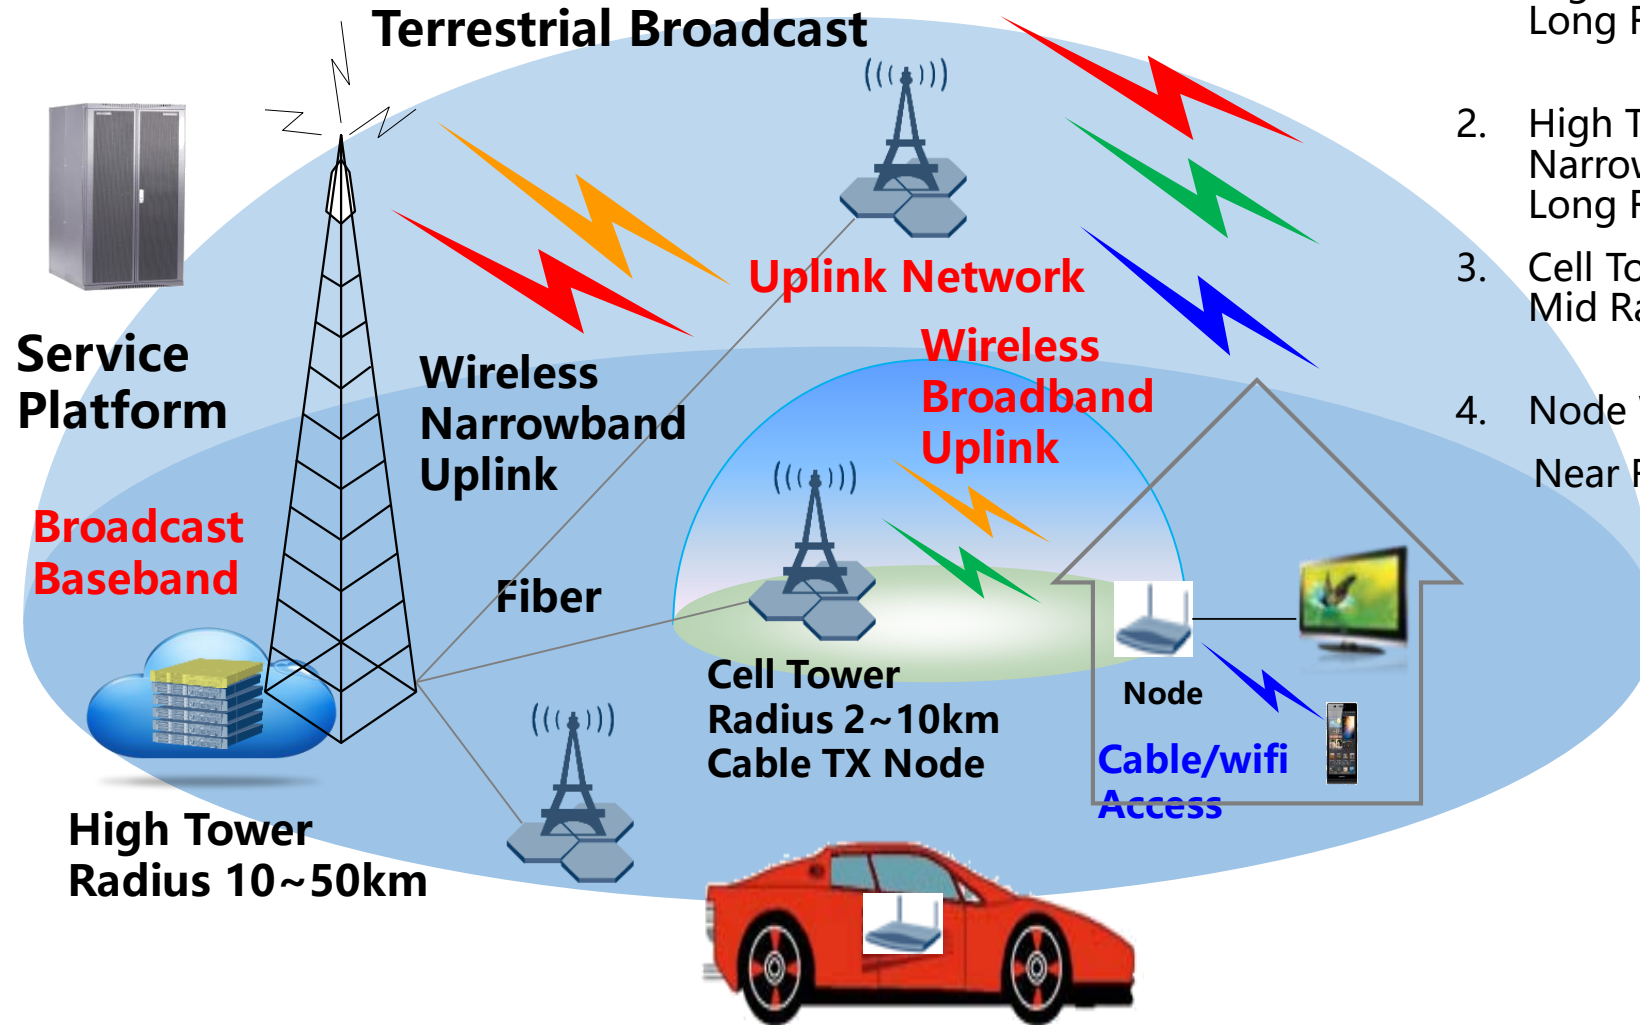 Terrestrial Broadcast
Service
Platform
Broadcast
Baseband
High Tower
Radius 10~50km
Wireless
Narrowband
Uplink
Fiber
Uplink Network
Wireless
Broadband
Uplink
Cell Tower
Radius 2~10km
Cable TX Node
Node
Cable/wifi
Access
Long
2. High
3. Cell
Mid
4. Node
Near